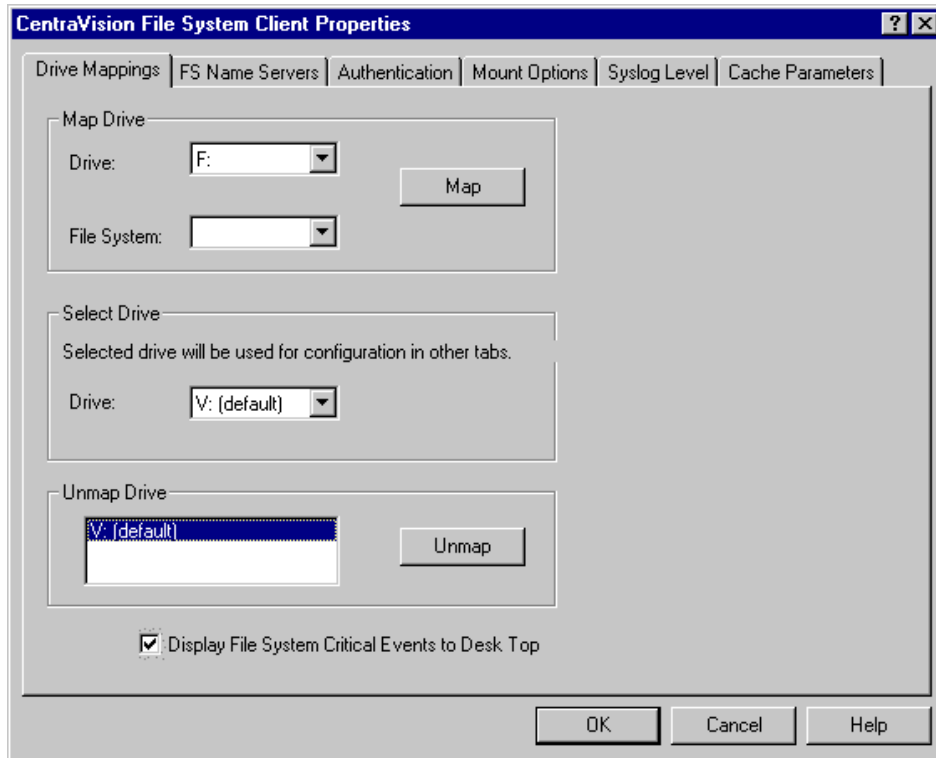 CentraVision File System Client Properties
Drive Mappings FS Name Servers Authentication Mount Options Syslog Level Cache Parameters
Map Drive
Drive: F:
Map
File System:
Select Drive
Selected drive will be used for configuration in other tabs.
Drive: V: (default)
Unmap Drive
V: (default)
Unmap
Display File System Critical Events to Desk Top
OK Cancel Help